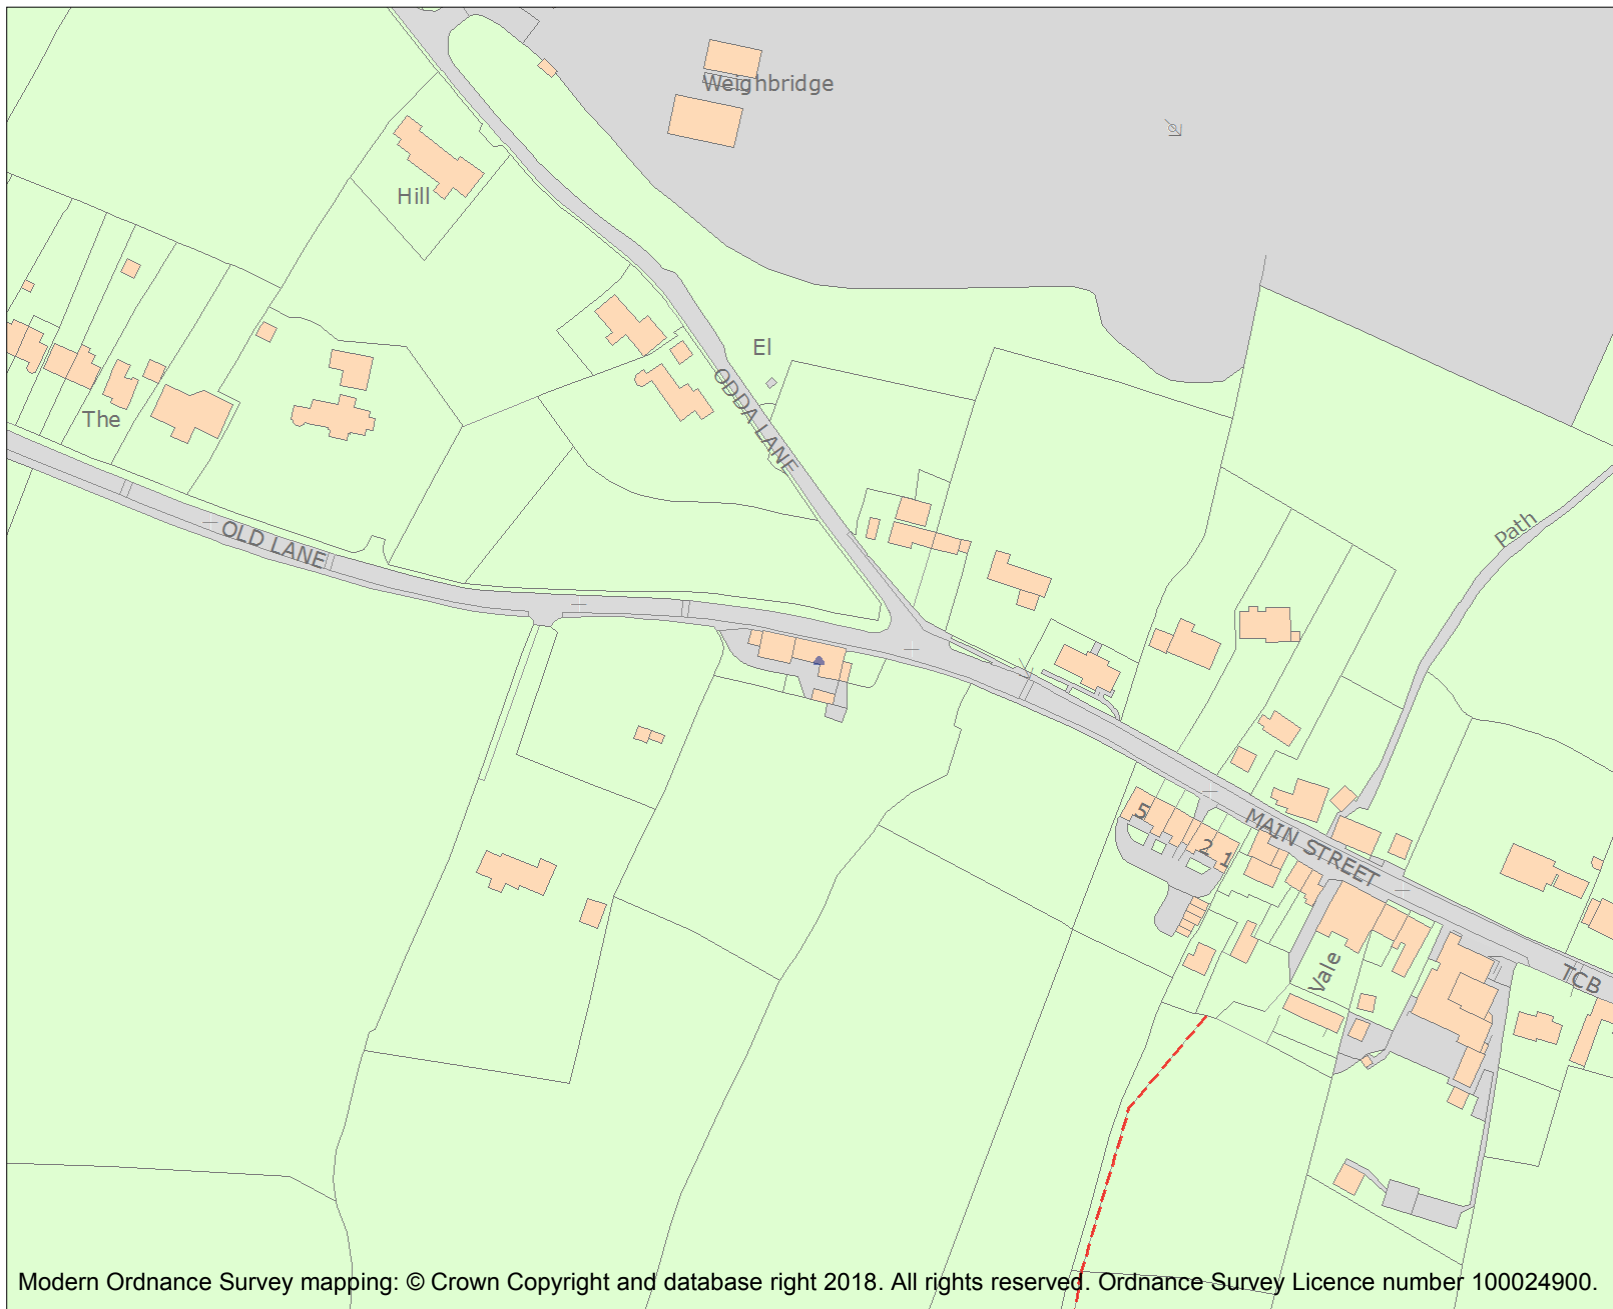 Weighbridge
Hill
El
ODDA LANE
The
OLD LANE
Path
5
2 1
MAIN STREET
Vale
TCB
Modern Ordnance Survey mapping: © Crown Copyright and database right 2018. All rights reserved. Ordnance Survey Licence number 100024900.